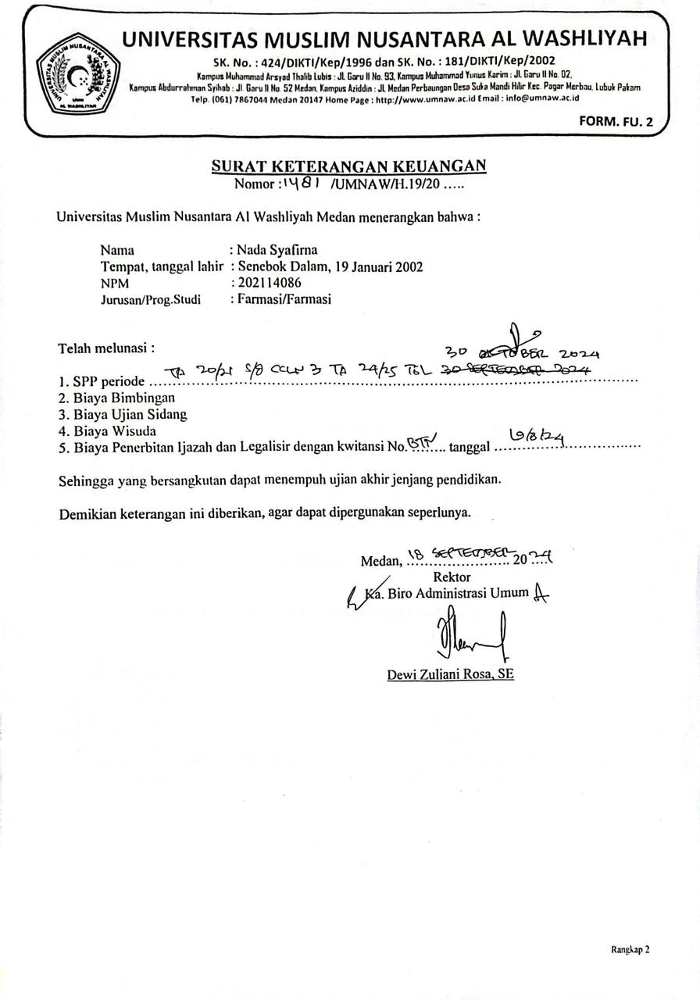 UNIVERSITAS MUSLIM NUSANTARA AL WASHLIYAH
SK. No. : 424/DIKTI/Kep/1996 dan SK. No. : 181/DIKTI/Kep/2002
Kampus Muhammad Arsyad Thalib Lubis : Jl. Garu II No. 93, Kampus Muhammad Yunus Karim : Jl. Garu II No. 02,
Kampus Abdurrahman Syihab : Jl. Garu II No. 52 Medan, Kampus Aziddin : Jl. Medan Perbaungan Desa Suka Mandi Hilir Kec. Pagar Merbau, Lubuk Pakam
Telp. (061) 7867044 Medan 20147 Home Page : http://www.umnaw.ac.id Email : info@umnaw.ac.id
UNIVERSITAS MUSLIM NUSANTARA AL WASHLIYAH
UMN
AL WASHLIYAH
FORM. FU. 2
SURAT KETERANGAN KEUANGAN
Nomor : 1481 /UMNAW/H.19/20 .....
Universitas Muslim Nusantara Al Washliyah Medan menerangkan bahwa :
Nama : Nada Syafirna
Tempat, tanggal lahir : Senebok Dalam, 19 Januari 2002
NPM : 202114086
Jurusan/Prog.Studi : Farmasi/Farmasi
Telah melunasi :
30 OKTOBER 2024
1. SPP periode TA 20/21 S/D CCLN 3 TA 24/25 TGL 30 SEPTEMBER 2024
2. Biaya Bimbingan
3. Biaya Ujian Sidang
4. Biaya Wisuda
5. Biaya Penerbitan Ijazah dan Legalisir dengan kwitansi No. ........ tanggal ................
Sehingga yang bersangkutan dapat menempuh ujian akhir jenjang pendidikan.
Demikian keterangan ini diberikan, agar dapat dipergunakan seperlunya.
Medan, 18 SEPTEMBER 2024
Rektor
Ka. Biro Administrasi Umum
Dewi Zuliani Rosa, SE
Rangkap 2